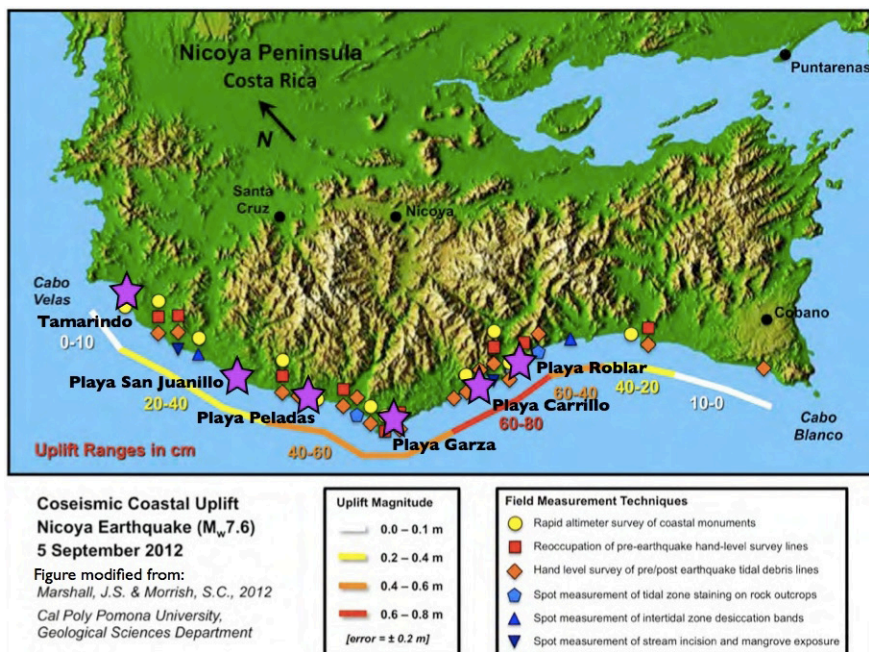 Nicoya Peninsula
Costa Rica
N
Puntarenas
Santa
Cruz
Nicoya
Cabo
Velas
Tamarindo
0-10
Cobano
Playa San Juanillo
20-40
Playa Peladas
40-60
Playa Garza
Playa Roblar
60-40
Playa Carrillo
60-80
40-20
10-0
Cabo
Blanco
Uplift Ranges in cm
Coseismic Coastal Uplift
Nicoya Earthquake (Mw7.6)
5 September 2012
Figure modified from:
Marshall, J.S. & Morrish, S.C., 2012
Cal Poly Pomona University,
Geological Sciences Department
Uplift Magnitude
0.0 – 0.1 m
0.2 – 0.4 m
0.4 – 0.6 m
0.6 – 0.8 m
[error = ± 0.2 m]
Field Measurement Techniques
Rapid altimeter survey of coastal monuments
Reoccupation of pre-earthquake hand-level survey lines
Hand level survey of pre/post earthquake tidal debris lines
Spot measurement of tidal zone staining on rock outcrops
Spot measurement of intertidal zone desiccation bands
Spot measurement of stream incision and mangrove exposure